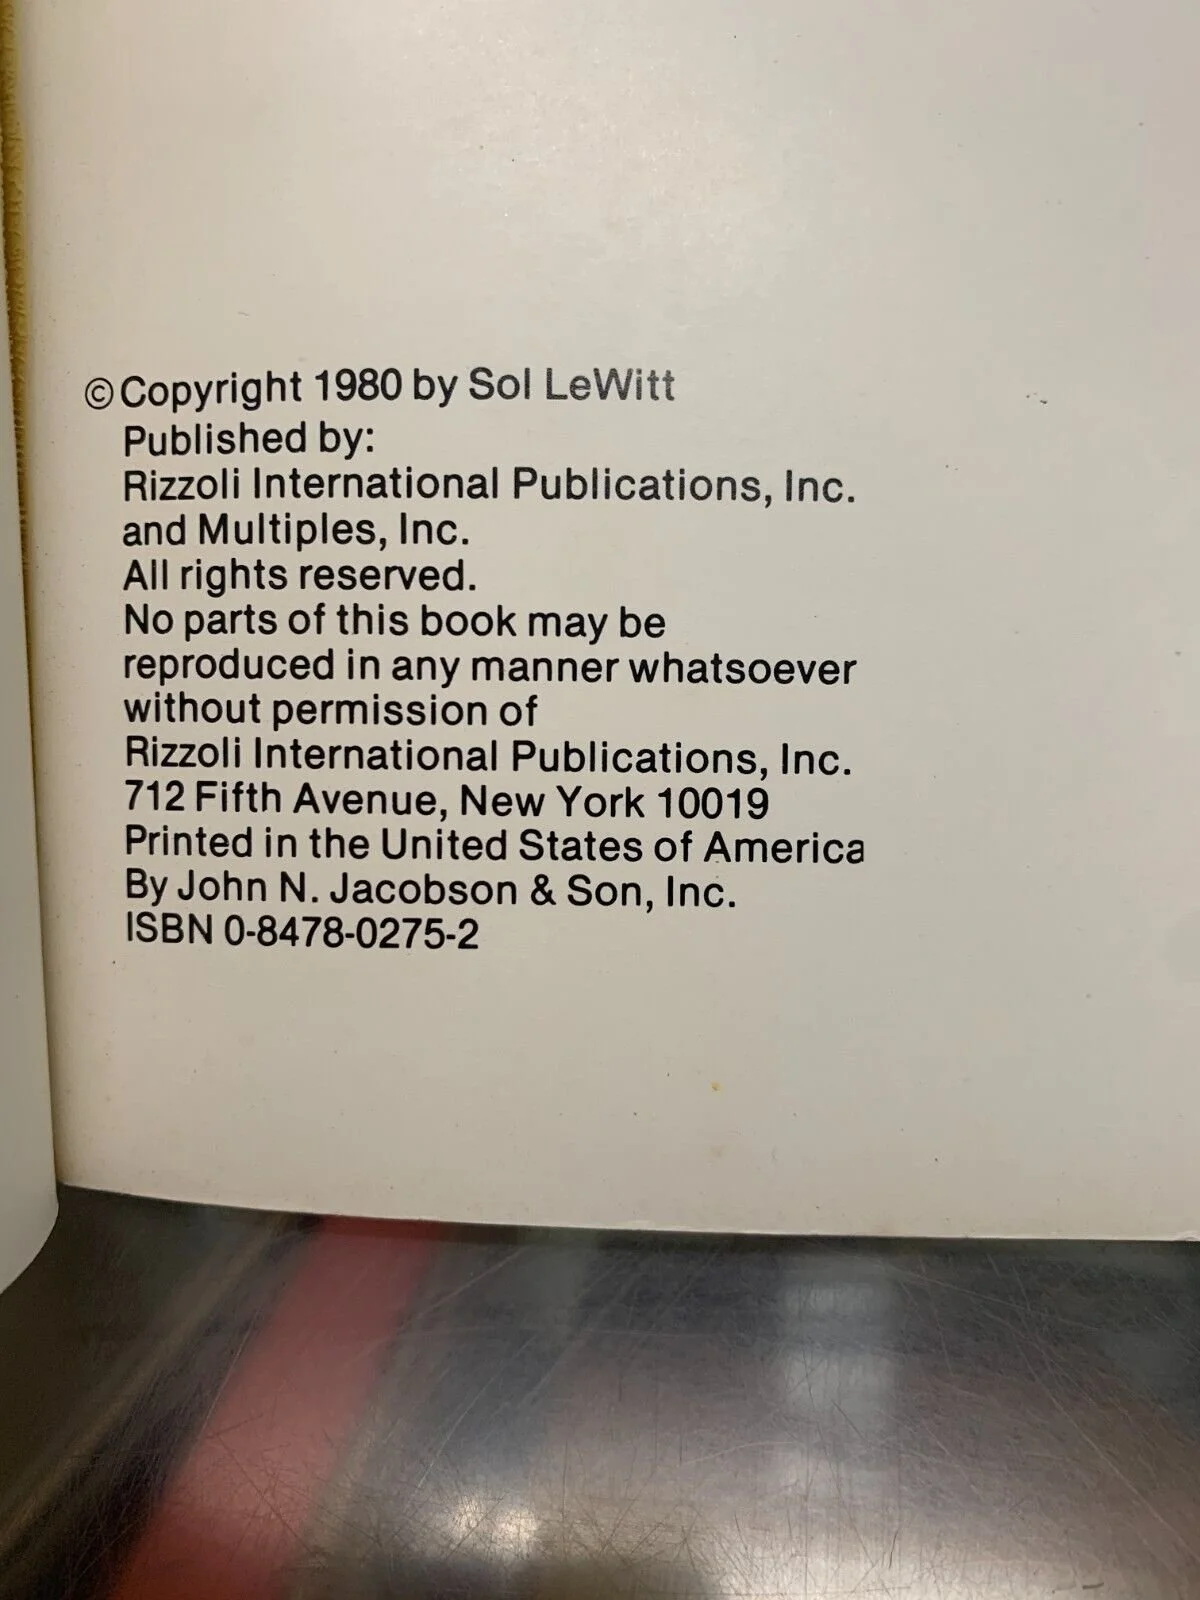 © Copyright 1980 by Sol LeWitt
Published by:
Rizzoli International Publications, Inc.
and Multiples, Inc.
All rights reserved.
No parts of this book may be
reproduced in any manner whatsoever
without permission of
Rizzoli International Publications, Inc.
712 Fifth Avenue, New York 10019
Printed in the United States of America
By John N. Jacobson & Son, Inc.
ISBN 0-8478-0275-2